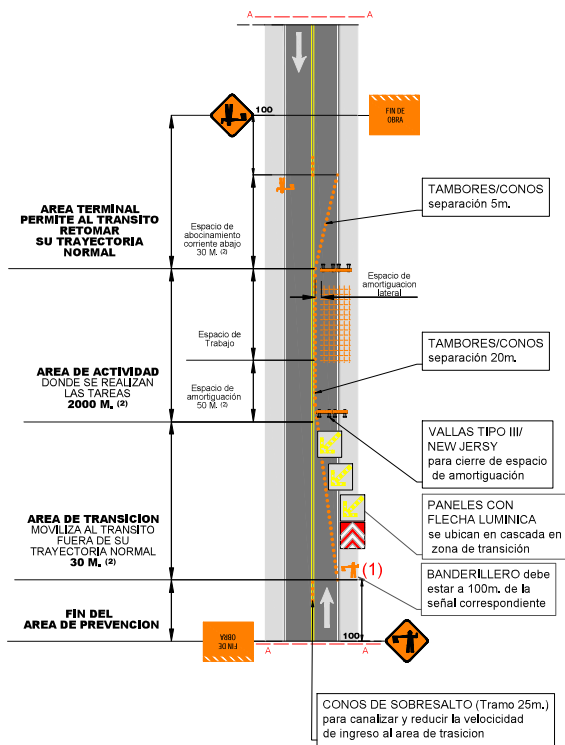 A
A
100
FIN DE
OBRA
AREA TERMINAL
PERMITE AL TRANSITO
RETOMAR
SU TRAYECTORIA
NORMAL
Espacio de
abocinamiento
corriente abajo
30 M. (2)
TAMBORES/CONOS
separación 5m.
Espacio de
amortiguacion
lateral
Espacio de
Trabajo
TAMBORES/CONOS
separación 20m.
AREA DE ACTIVIDAD
DONDE SE REALIZAN
LAS TAREAS
2000 M. (2)
Espacio de
amortiguación
50 M. (2)
VALLAS TIPO III/
NEW JERSY
para cierre de espacio
de amortiguación
PANELES CON
FLECHA LUMINICA
se ubican en cascada en
zona de transición
AREA DE TRANSICION
MOVILIZA AL TRANSITO
FUERA DE SU
TRAYECTORIA NORMAL
30 M. (2)
(1)
BANDERILLERO debe
estar a 100m. de la
señal correspondiente
FIN DEL
AREA DE PREVENCION
FIN DE
OBRA
100
A
A
CONOS DE SOBRESALTO (Tramo 25m.)
para canalizar y reducir la velocicidad
de ingreso al area de trasicion